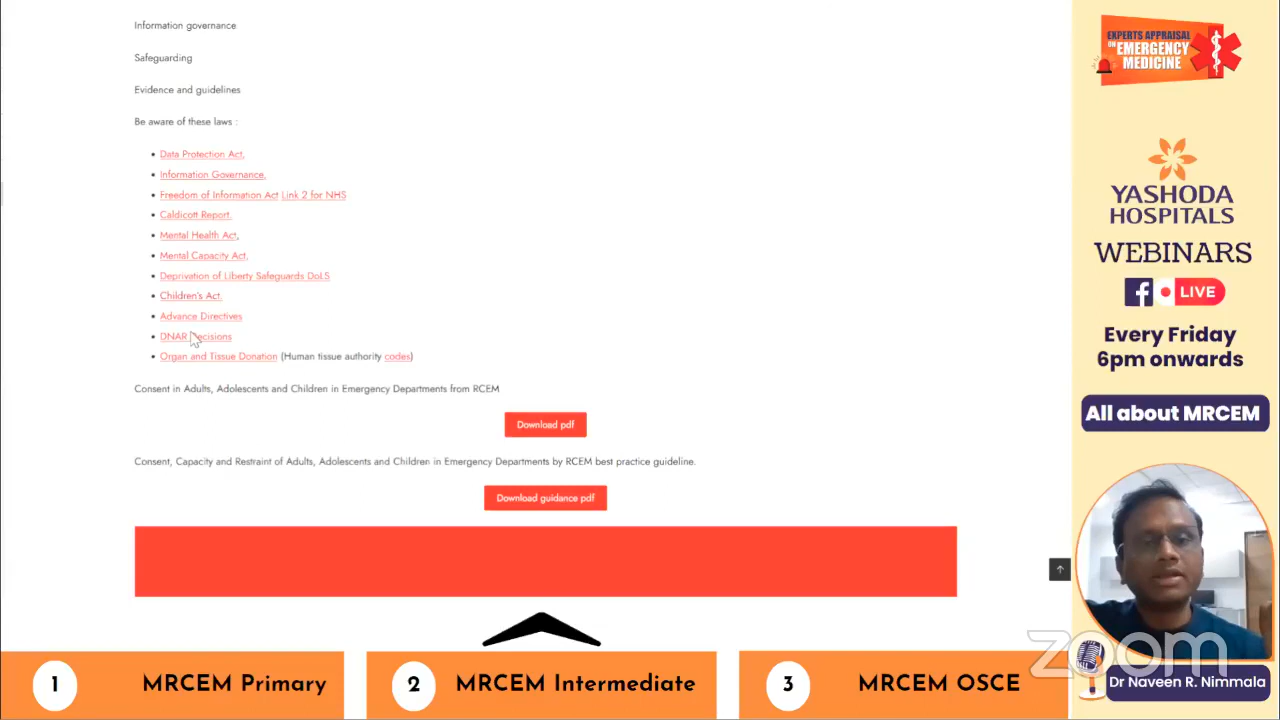 Information governance
Safeguarding
Evidence and guidelines
Be aware of these laws :
Data Protection Act,
Information Governance,
Freedom of Information Act Link 2 for NHS
Caldicott Report,
Mental Health Act,
Mental Capacity Act,
Deprivation of Liberty Safeguards DoLS
Children's Act,
Advance Directives
DNAR Decisions
Organ and Tissue Donation (Human tissue authority codes)
Consent in Adults, Adolescents and Children in Emergency Departments from RCEM
Download pdf
Consent, Capacity and Restraint of Adults, Adolescents and Children in Emergency Departments by RCEM best practice guideline.
Download guidance pdf
1 MRCEM Primary
2 MRCEM Intermediate
3 MRCEM OSCE
EXPERTS APPRAISAL
ON EMERGENCY
MEDICINE
YASHODA
HOSPITALS
WEBINARS
LIVE
Every Friday
6pm onwards
All about MRCEM
zoom
Dr Naveen R. Nimmala